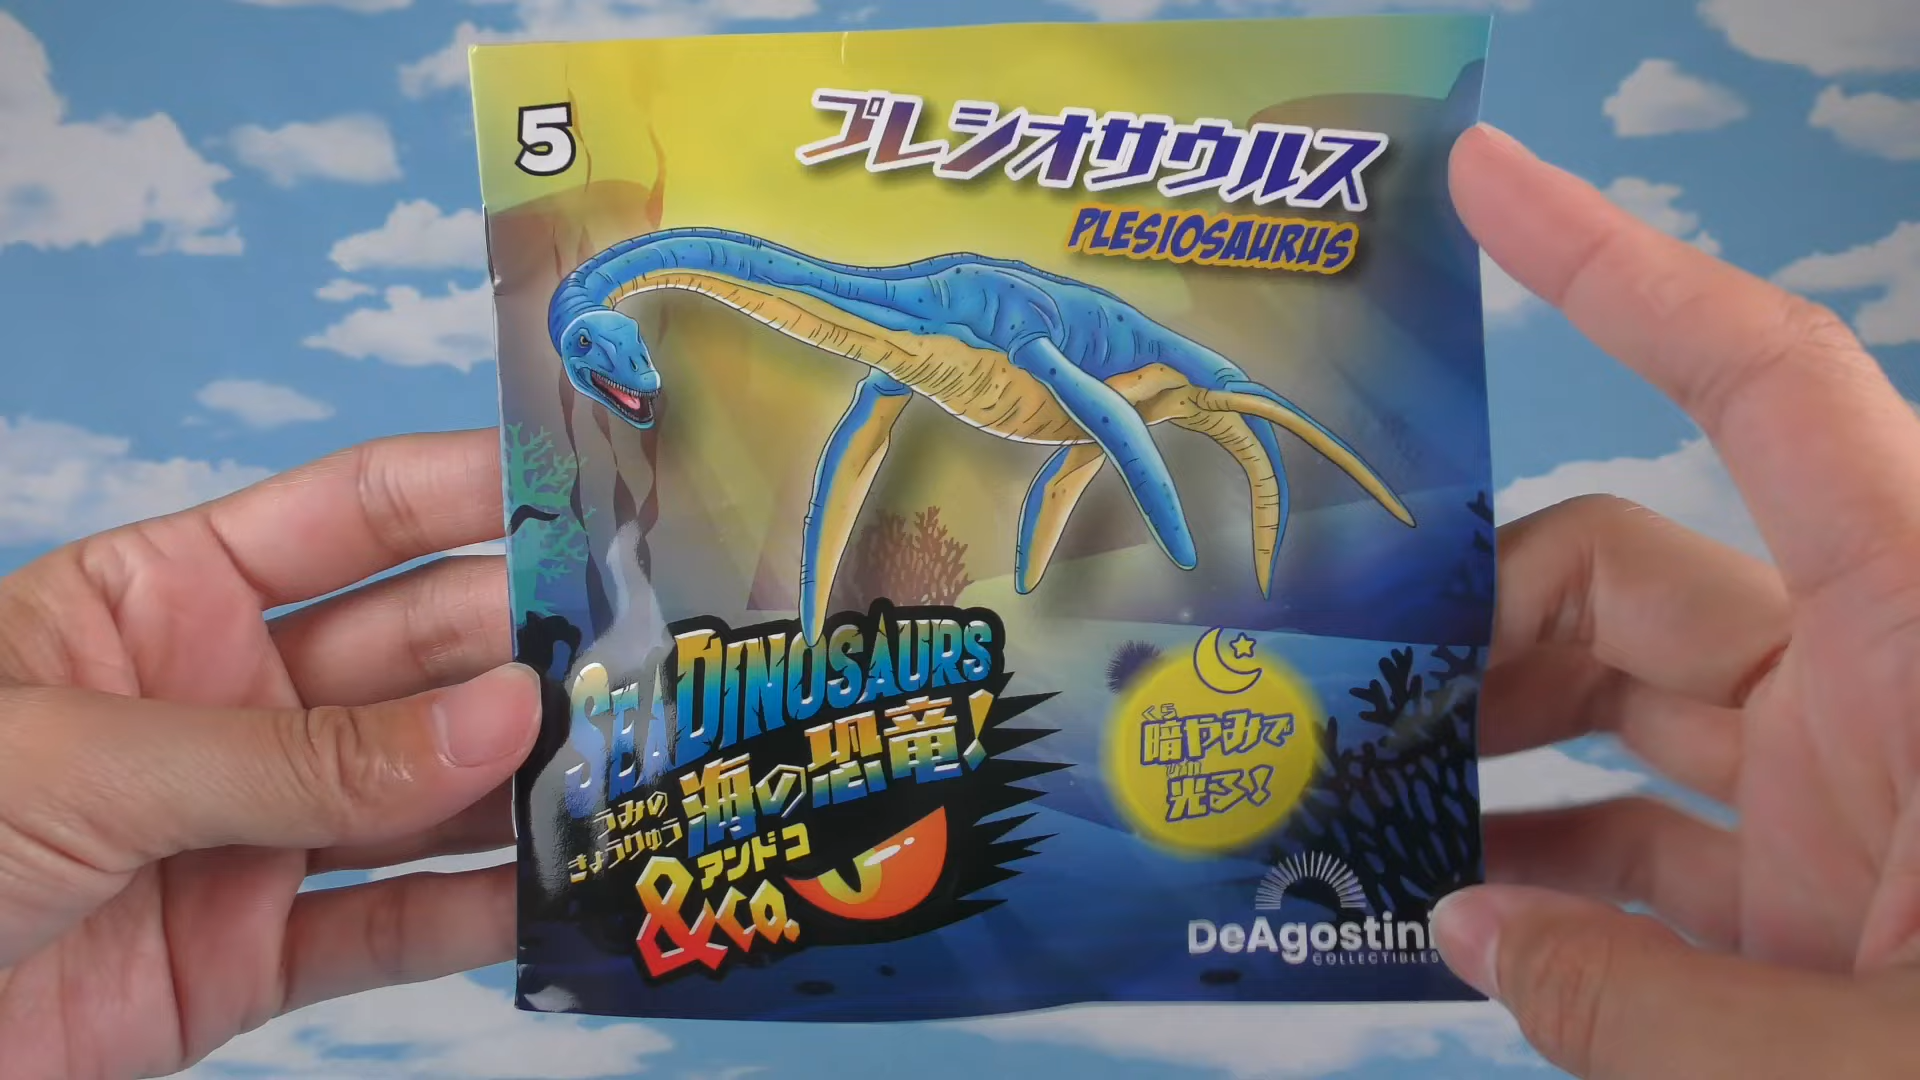 5
プレシオサウルス
PLESIOSAURUS
SEA DINOSAURS
海の恐竜!
うみの
きょうりゅう
アンドコ
&CO.
くら
暗やみで
ひか
光る!
DeAgostini
COLLECTIBLES